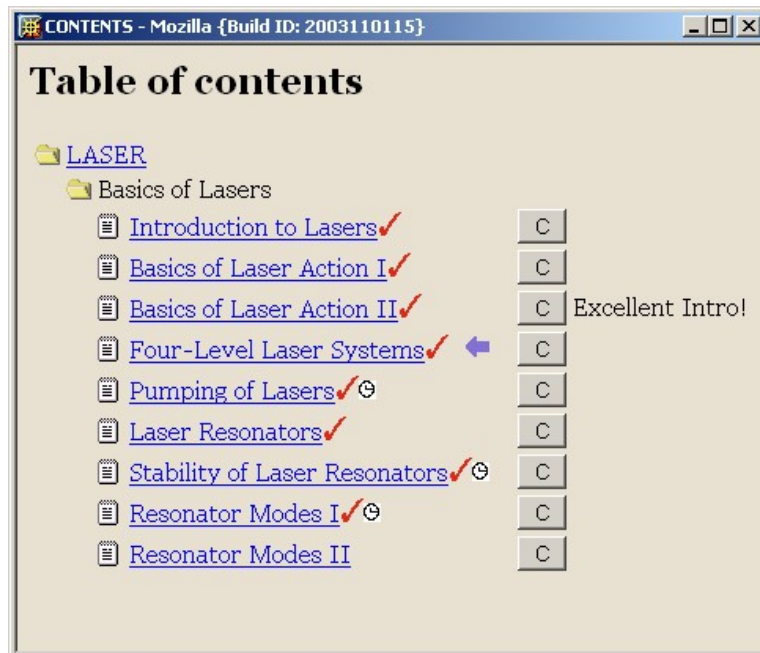 CONTENTS - Mozilla {Build ID: 2003110115}
Table of contents
LASER
Basics of Lasers
Introduction to Lasers C
Basics of Laser Action I C
Basics of Laser Action II C Excellent Intro!
Four-Level Laser Systems C
Pumping of Lasers C
Laser Resonators C
Stability of Laser Resonators C
Resonator Modes I C
Resonator Modes II C